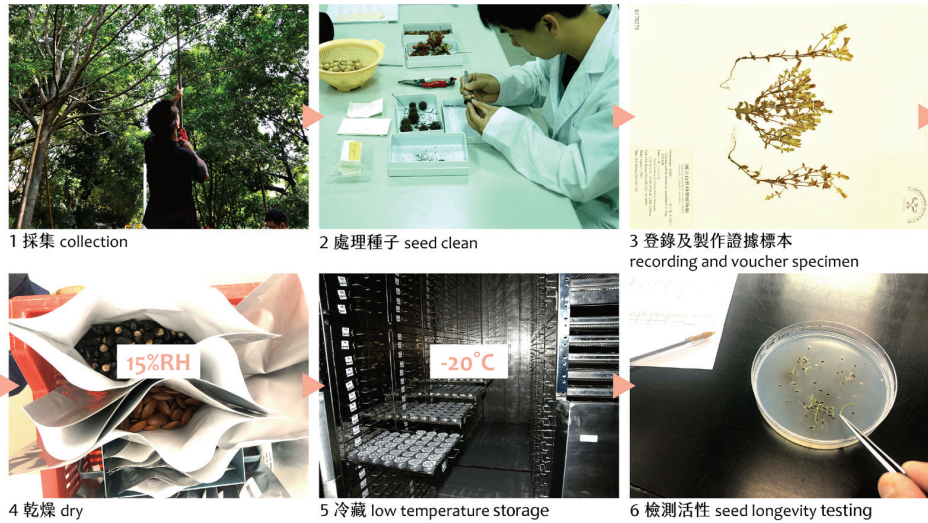 1 採集 collection
2 處理種子 seed clean
3 登錄及製作證據標本
recording and voucher specimen
15%RH
-20°C
4 乾燥 dry
5 冷藏 low temperature storage
6 檢測活性 seed longevity testing